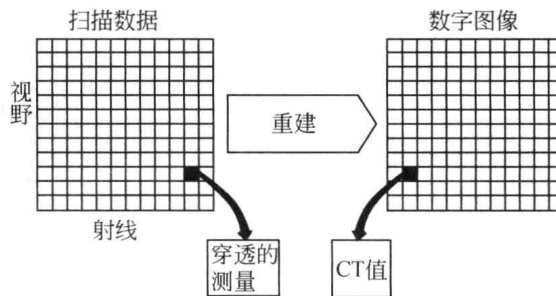 扫描数据
数字图像
视
野
重建
射线
穿透的
测量
CT值